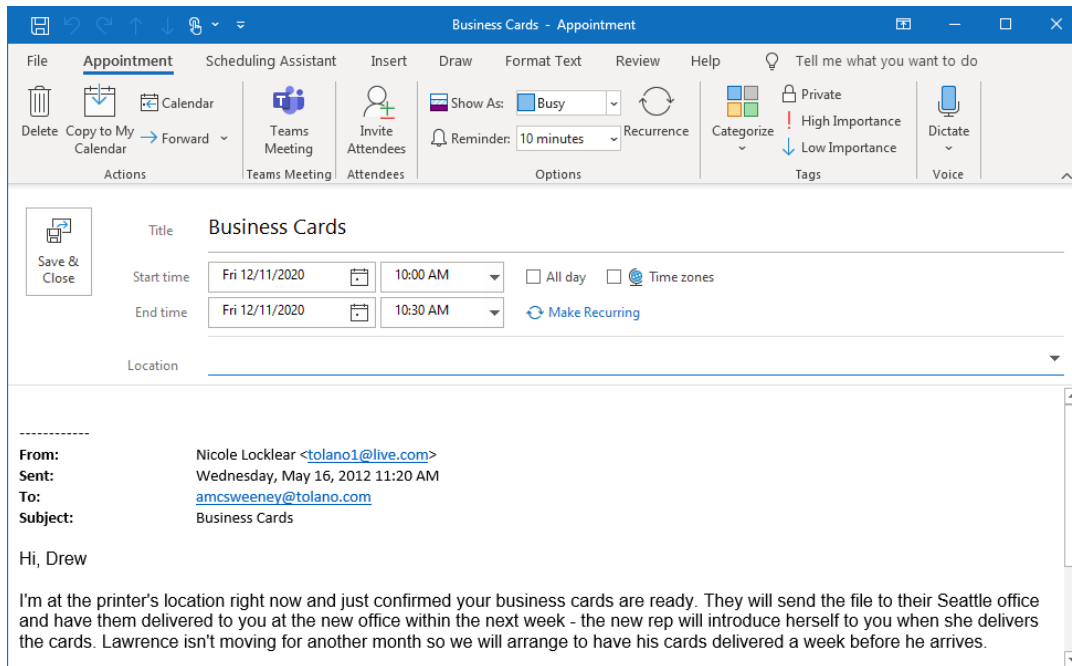 Business Cards - Appointment
File Appointment Scheduling Assistant Insert Draw Format Text Review Help Tell me what you want to do
Delete
Copy to My
Calendar
Calendar
Forward
Actions
Teams
Meeting
Teams Meeting
Invite
Attendees
Attendees
Show As: Busy
Reminder: 10 minutes
Recurrence
Options
Categorize
Private
High Importance
Low Importance
Tags
Dictate
Voice
Save &
Close
Title Business Cards
Start time Fri 12/11/2020 10:00 AM All day Time zones
End time Fri 12/11/2020 10:30 AM Make Recurring
Location
------------
From: Nicole Locklear <tolano1@live.com>
Sent: Wednesday, May 16, 2012 11:20 AM
To: amcsweeney@tolano.com
Subject: Business Cards
Hi, Drew
I'm at the printer's location right now and just confirmed your business cards are ready. They will send the file to their Seattle office
and have them delivered to you at the new office within the next week - the new rep will introduce herself to you when she delivers
the cards. Lawrence isn't moving for another month so we will arrange to have his cards delivered a week before he arrives.